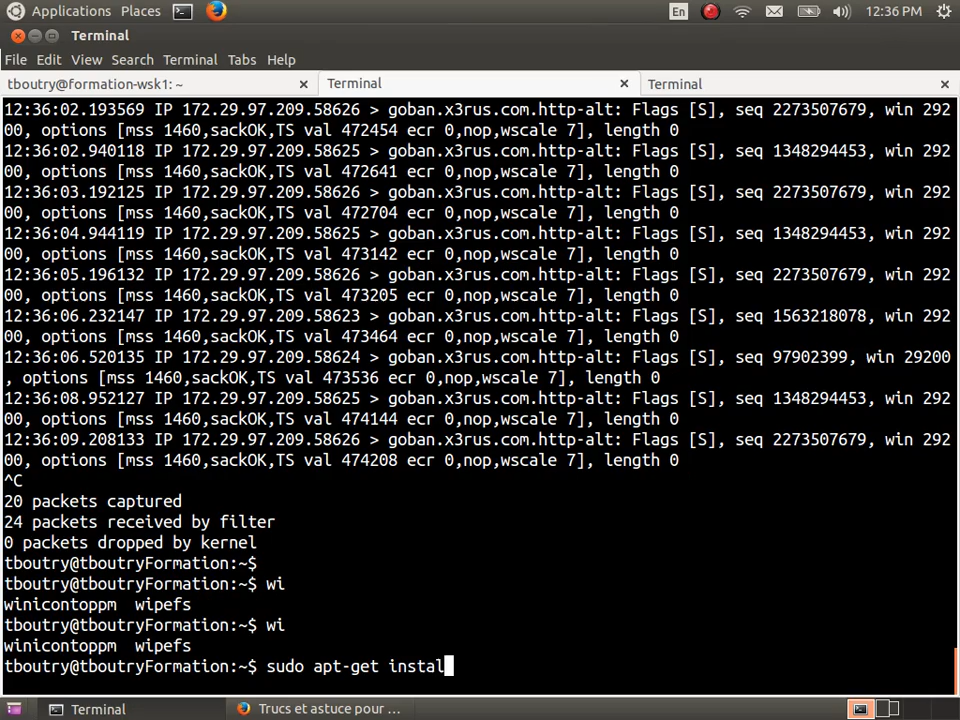 Applications Places En 12:36 PM
Terminal
File Edit View Search Terminal Tabs Help
tboutry@formation-wsk1: ~ × Terminal × Terminal ×
12:36:02.193569 IP 172.29.97.209.58626 > goban.x3rus.com.http-alt: Flags [S], seq 2273507679, win 292
00, options [mss 1460,sackOK,TS val 472454 ecr 0,nop,wscale 7], length 0
12:36:02.940118 IP 172.29.97.209.58625 > goban.x3rus.com.http-alt: Flags [S], seq 1348294453, win 292
00, options [mss 1460,sackOK,TS val 472641 ecr 0,nop,wscale 7], length 0
12:36:03.192125 IP 172.29.97.209.58626 > goban.x3rus.com.http-alt: Flags [S], seq 2273507679, win 292
00, options [mss 1460,sackOK,TS val 472704 ecr 0,nop,wscale 7], length 0
12:36:04.944119 IP 172.29.97.209.58625 > goban.x3rus.com.http-alt: Flags [S], seq 1348294453, win 292
00, options [mss 1460,sackOK,TS val 473142 ecr 0,nop,wscale 7], length 0
12:36:05.196132 IP 172.29.97.209.58626 > goban.x3rus.com.http-alt: Flags [S], seq 2273507679, win 292
00, options [mss 1460,sackOK,TS val 473205 ecr 0,nop,wscale 7], length 0
12:36:06.232147 IP 172.29.97.209.58623 > goban.x3rus.com.http-alt: Flags [S], seq 1563218078, win 292
00, options [mss 1460,sackOK,TS val 473464 ecr 0,nop,wscale 7], length 0
12:36:06.520135 IP 172.29.97.209.58624 > goban.x3rus.com.http-alt: Flags [S], seq 97902399, win 29200
, options [mss 1460,sackOK,TS val 473536 ecr 0,nop,wscale 7], length 0
12:36:08.952127 IP 172.29.97.209.58625 > goban.x3rus.com.http-alt: Flags [S], seq 1348294453, win 292
00, options [mss 1460,sackOK,TS val 474144 ecr 0,nop,wscale 7], length 0
12:36:09.208133 IP 172.29.97.209.58626 > goban.x3rus.com.http-alt: Flags [S], seq 2273507679, win 292
00, options [mss 1460,sackOK,TS val 474208 ecr 0,nop,wscale 7], length 0
^C
20 packets captured
24 packets received by filter
0 packets dropped by kernel
tboutry@tboutryFormation:~$
tboutry@tboutryFormation:~$ wi
winicontoppm  wipefs
tboutry@tboutryFormation:~$ wi
winicontoppm  wipefs
tboutry@tboutryFormation:~$ sudo apt-get instal
Terminal Trucs et astuce pour ...